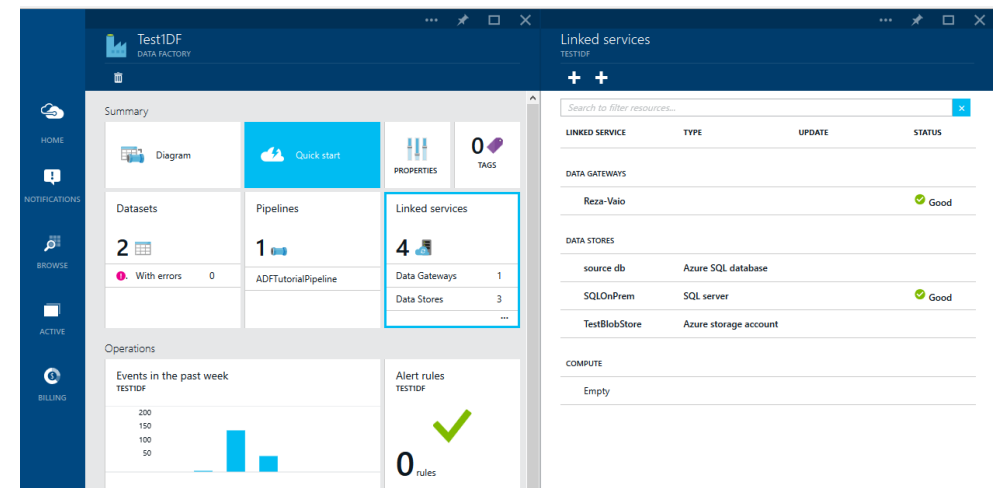 Test1DF
DATA FACTORY
Linked services
TEST1DF
HOME
NOTIFICATIONS
BROWSE
ACTIVE
BILLING
Summary
Diagram
Quick start
PROPERTIES
0
TAGS
Datasets
2
With errors 0
Pipelines
1
ADFTutorialPipeline
Linked services
4
Data Gateways 1
Data Stores 3
...
Operations
Events in the past week
TEST1DF
200
150
100
50
Alert rules
TEST1DF
0 rules
Search to filter resources...
LINKED SERVICE TYPE UPDATE STATUS
DATA GATEWAYS
Reza-Vaio Good
DATA STORES
source db Azure SQL database
SQLOnPrem SQL server Good
TestBlobStore Azure storage account
COMPUTE
Empty